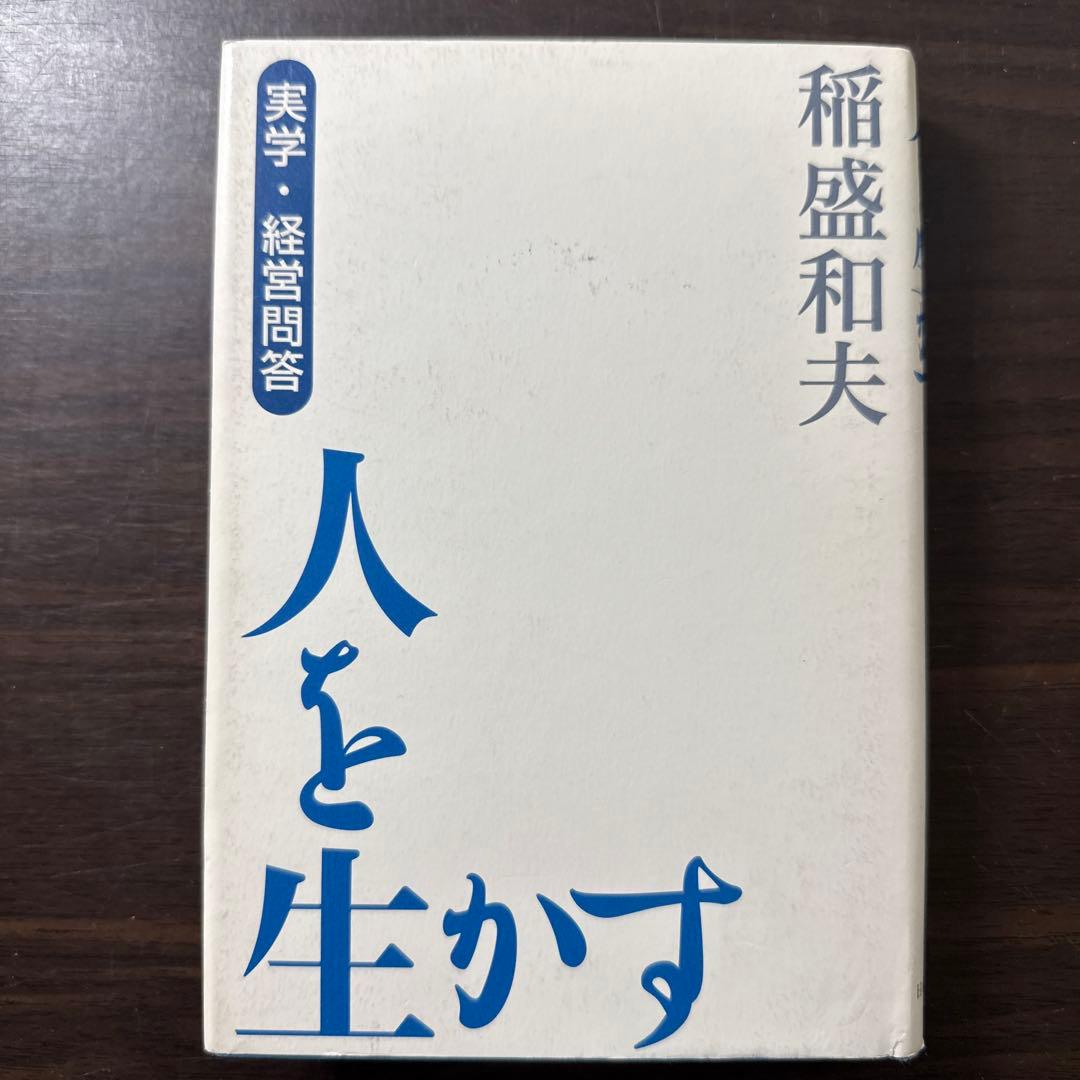 稲盛和夫
実学・経営問答
人を
生かす